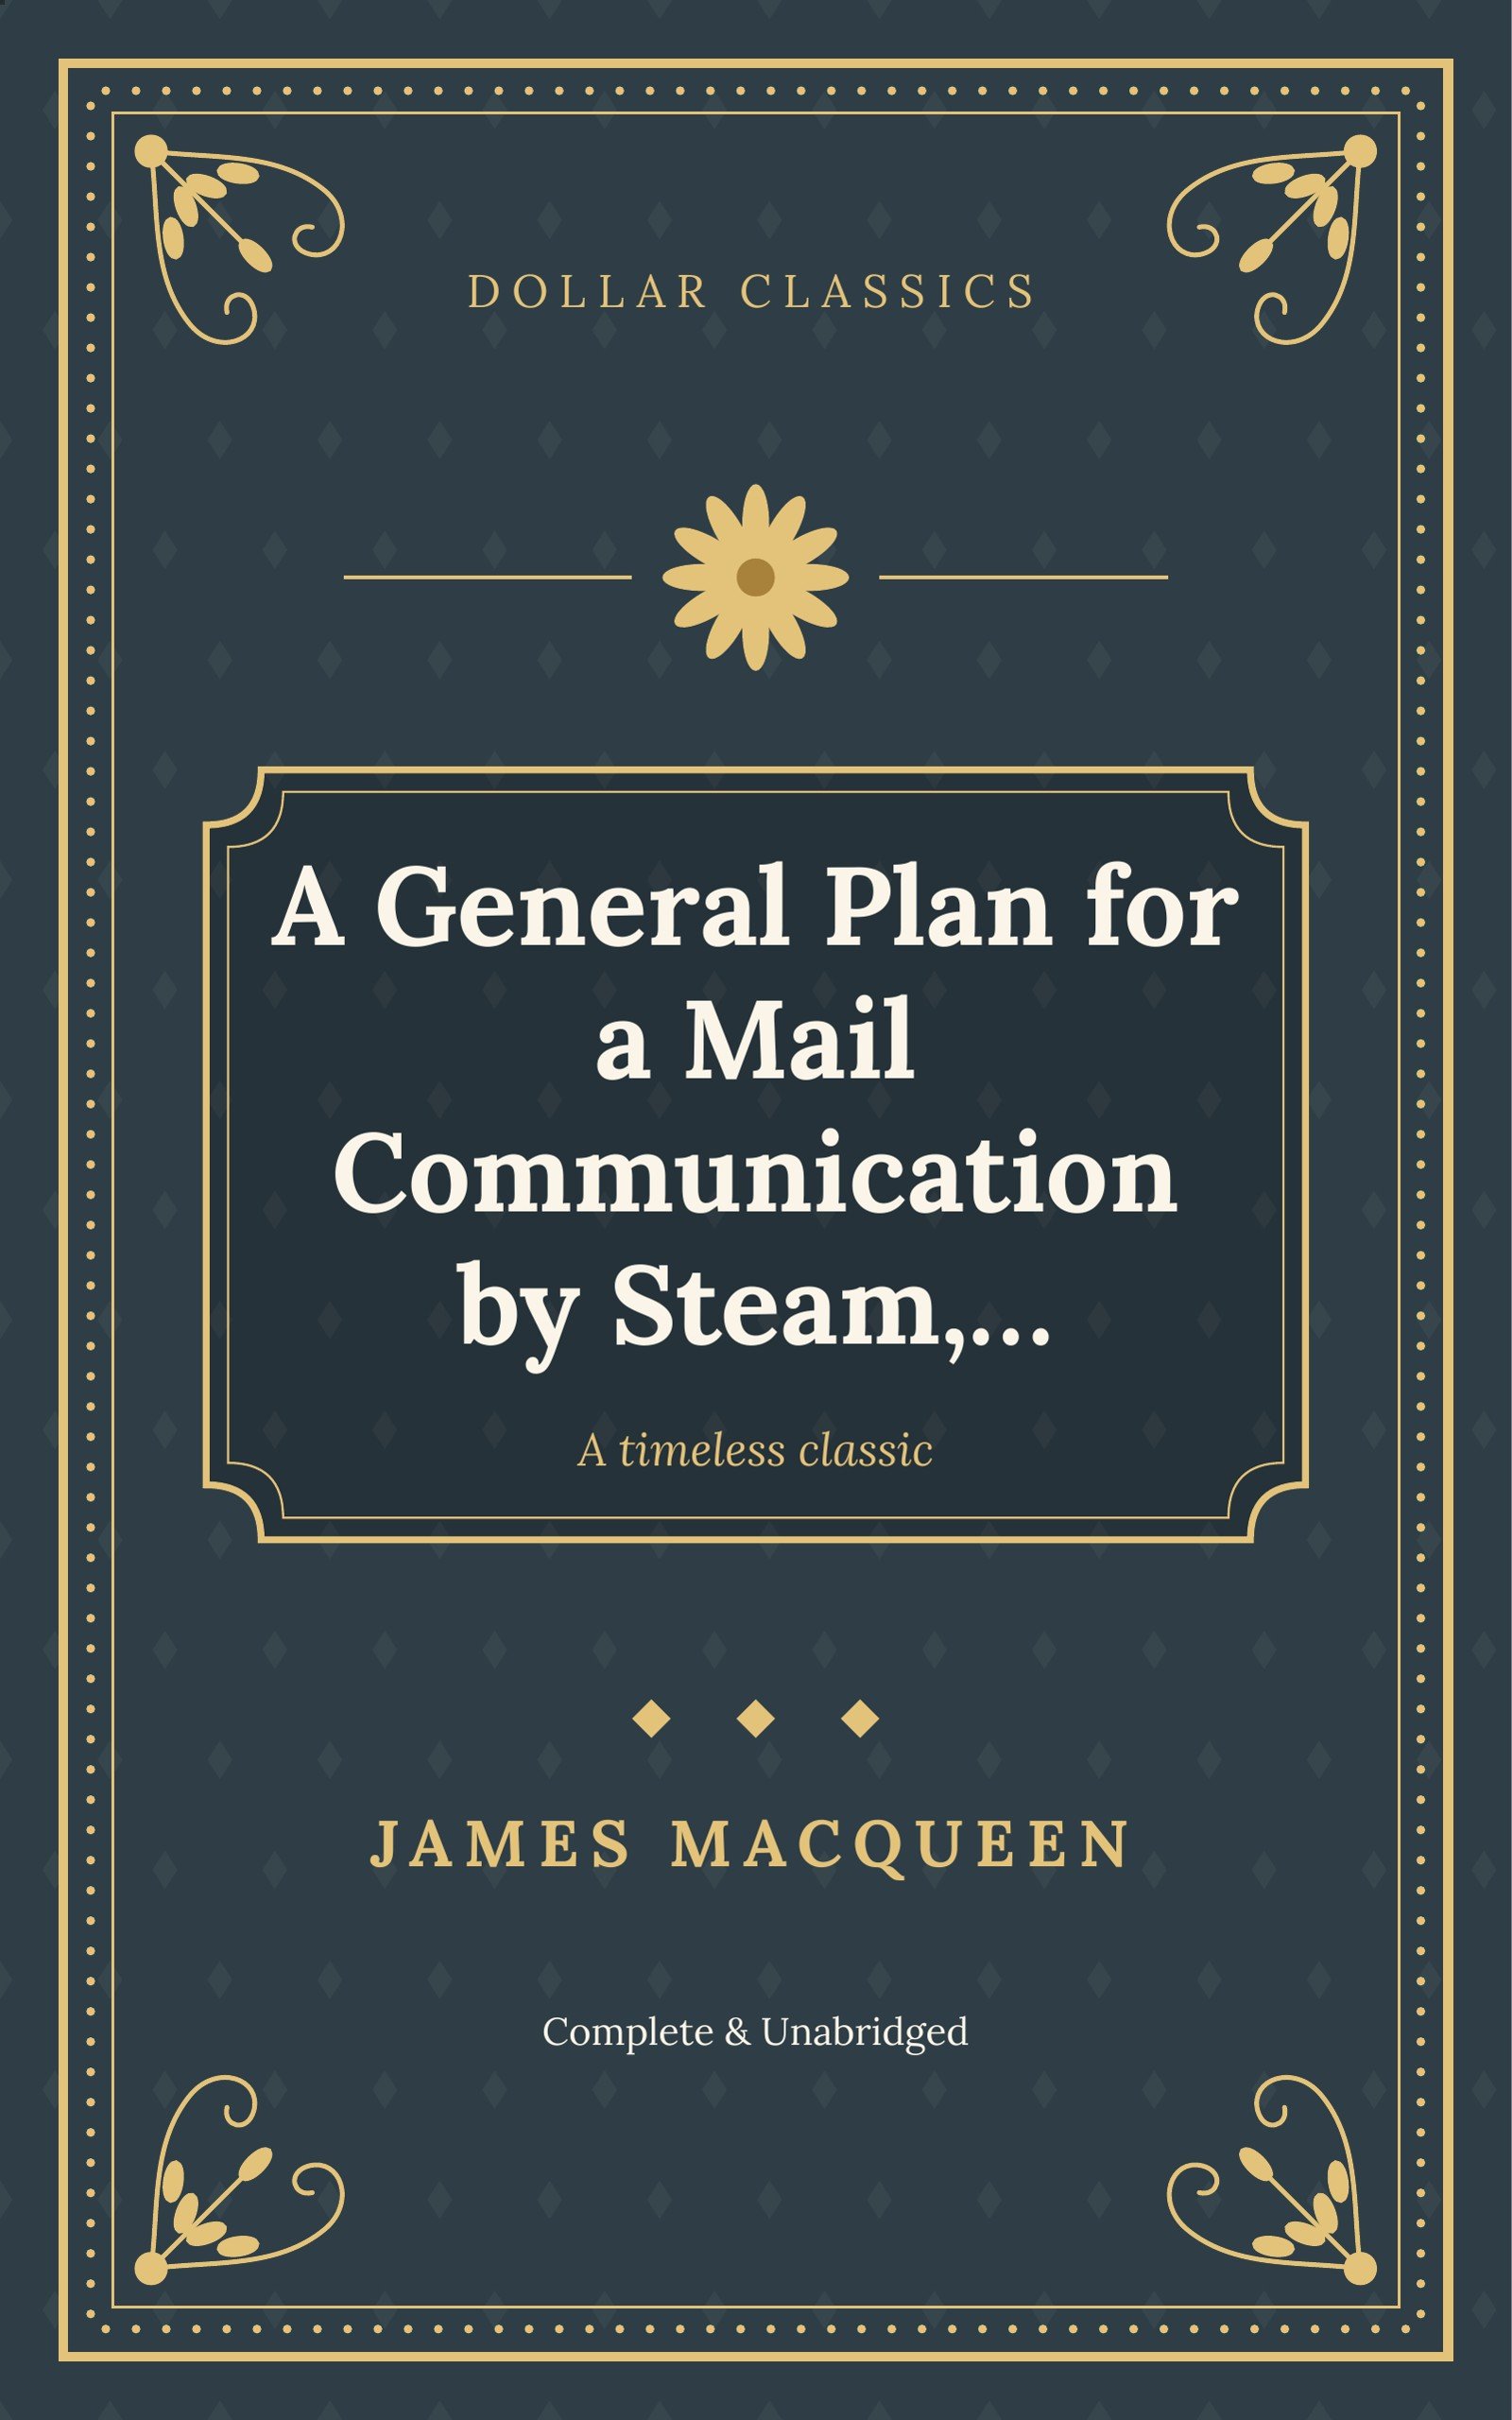 DOLLAR CLASSICS
A General Plan for
a Mail
Communication
by Steam,...
A timeless classic
JAMES MACQUEEN
Complete & Unabridged